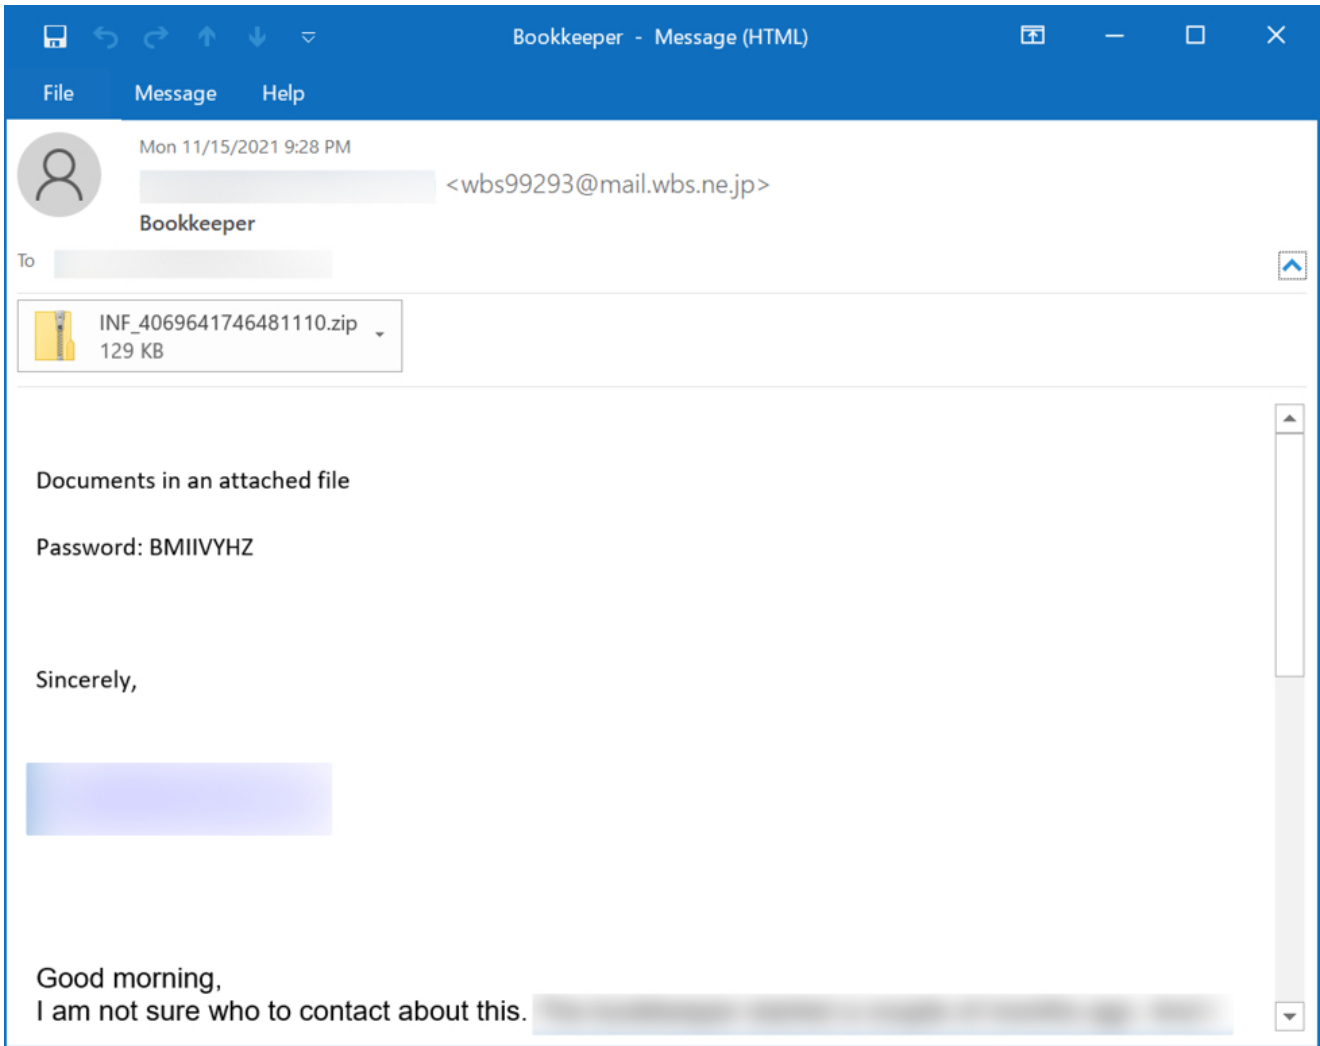 Bookkeeper - Message (HTML)
File Message Help
Mon 11/15/2021 9:28 PM
<wbs99293@mail.wbs.ne.jp>
Bookkeeper
To
INF_4069641746481110.zip
129 KB
Documents in an attached file
Password: BMIIVYHZ
Sincerely,
Good morning,
I am not sure who to contact about this.